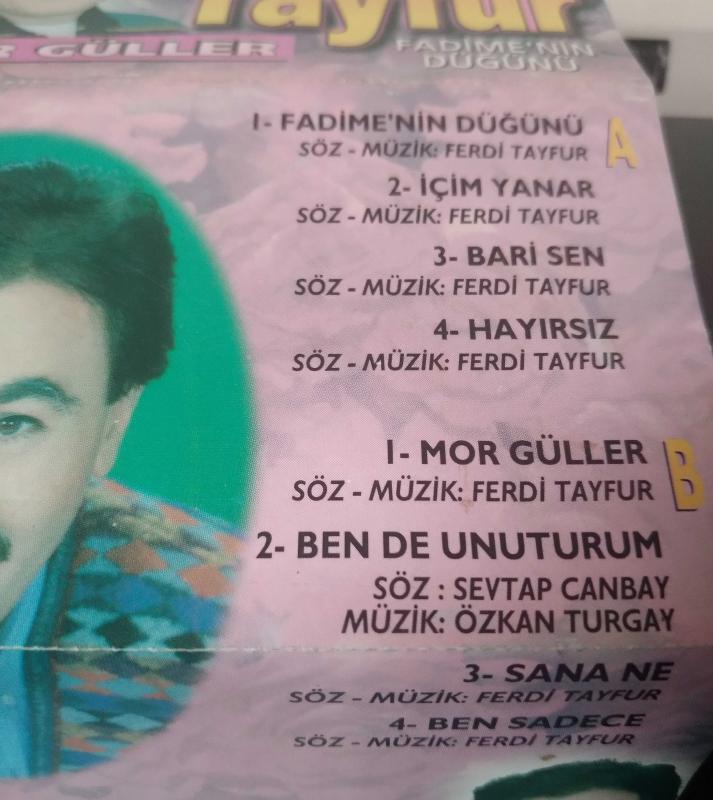 Tayfur
R GÜLLER
FADİME'NİN
DÜĞÜNÜ
1- FADİME'NİN DÜĞÜNÜ
A
SÖZ - MÜZİK: FERDİ TAYFUR
2- İÇİM YANAR
SÖZ - MÜZİK: FERDİ TAYFUR
3- BARİ SEN
SÖZ - MÜZİK: FERDİ TAYFUR
4- HAYIRSIZ
SÖZ - MÜZİK: FERDİ TAYFUR
1- MOR GÜLLER
B
SÖZ - MÜZİK: FERDİ TAYFUR
2- BEN DE UNUTURUM
SÖZ : SEVTAP CANBAY
MÜZİK: ÖZKAN TURGAY
3- SANA NE
SÖZ - MÜZİK: FERDİ TAYFUR
4- BEN SADECE
SÖZ - MÜZİK: FERDİ TAYFUR